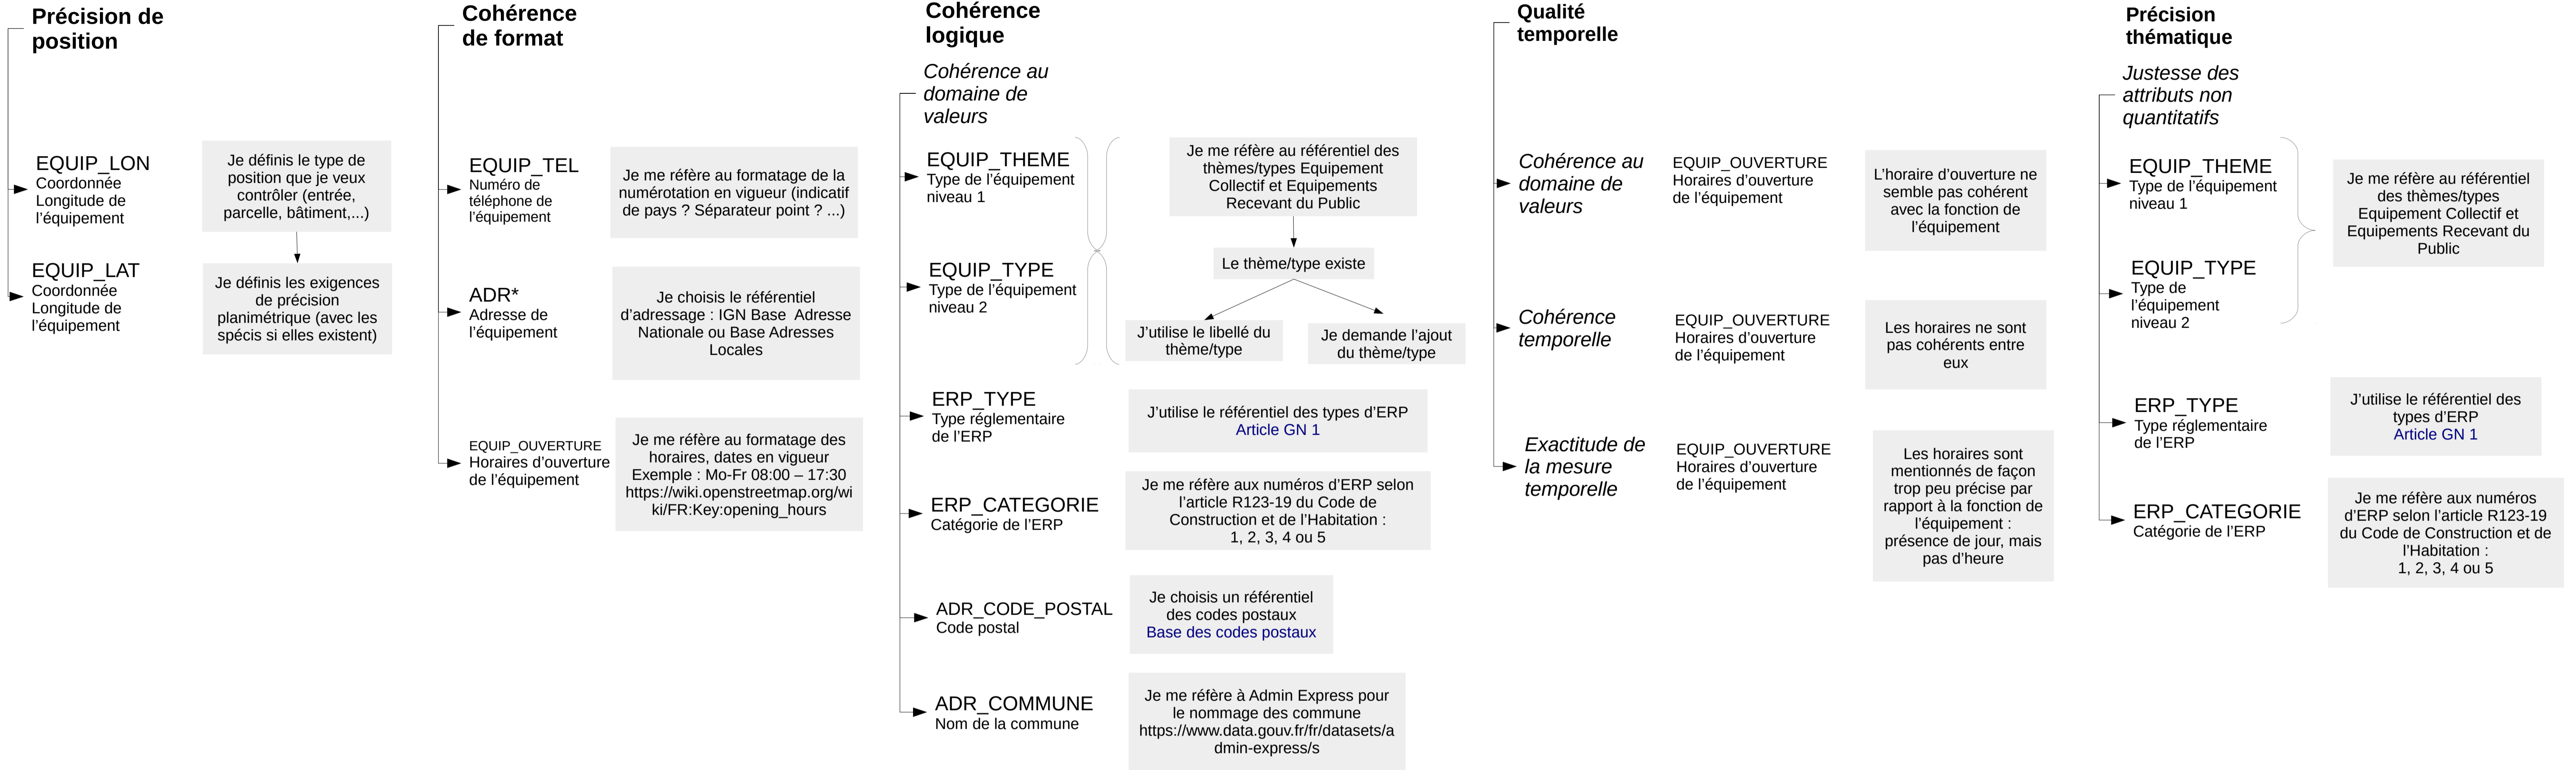 Précision de
position
EQUIP_LON
Coordonnée
Longitude de
l’équipement
Je définis le type de
position que je veux
contrôler (entrée,
parcelle, bâtiment,...)
EQUIP_LAT
Coordonnée
Longitude de
l’équipement
Je définis les exigences
de précision
planimétrique (avec les
spécis si elles existent)
Cohérence
de format
EQUIP_TEL
Numéro de
téléphone de
l’équipement
Je me réfère au formatage de la
numérotation en vigueur (indicatif
de pays ? Séparateur point ? ...)
ADR*
Adresse de
l’équipement
Je choisis le référentiel
d’adressage : IGN Base  Adresse
Nationale ou Base Adresses
Locales
EQUIP_OUVERTURE
Horaires d’ouverture
de l’équipement
Je me réfère au formatage des
horaires, dates en vigueur
Exemple : Mo-Fr 08:00 – 17:30
https://wiki.openstreetmap.org/wi
ki/FR:Key:opening_hours
Cohérence
logique
Cohérence au
domaine de
valeurs
EQUIP_THEME
Type de l’équipement
niveau 1
EQUIP_TYPE
Type de l’équipement
niveau 2
Je me réfère au référentiel des
thèmes/types Equipement
Collectif et Equipements
Recevant du Public
Le thème/type existe
J’utilise le libellé du
thème/type
Je demande l’ajout
du thème/type
ERP_TYPE
Type réglementaire
de l’ERP
J’utilise le référentiel des types d’ERP
Article GN 1
ERP_CATEGORIE
Catégorie de l’ERP
Je me réfère aux numéros d’ERP selon
l’article R123-19 du Code de
Construction et de l’Habitation :
1, 2, 3, 4 ou 5
ADR_CODE_POSTAL
Code postal
Je choisis un référentiel
des codes postaux
Base des codes postaux
ADR_COMMUNE
Nom de la commune
Je me réfère à Admin Express pour
le nommage des commune
https://www.data.gouv.fr/fr/datasets/a
dmin-express/s
Qualité
temporelle
Cohérence au
domaine de
valeurs
EQUIP_OUVERTURE
Horaires d’ouverture
de l’équipement
L’horaire d’ouverture ne
semble pas cohérent
avec la fonction de
l’équipement
Cohérence
temporelle
EQUIP_OUVERTURE
Horaires d’ouverture
de l’équipement
Les horaires ne sont
pas cohérents entre
eux
Exactitude de
la mesure
temporelle
EQUIP_OUVERTURE
Horaires d’ouverture
de l’équipement
Les horaires sont
mentionnés de façon
trop peu précise par
rapport à la fonction de
l’équipement :
présence de jour, mais
pas d’heure
Précision
thématique
Justesse des
attributs non
quantitatifs
EQUIP_THEME
Type de l’équipement
niveau 1
EQUIP_TYPE
Type de
l’équipement
niveau 2
Je me réfère au référentiel
des thèmes/types
Equipement Collectif et
Equipements Recevant du
Public
ERP_TYPE
Type réglementaire
de l’ERP
J’utilise le référentiel des
types d’ERP
Article GN 1
ERP_CATEGORIE
Catégorie de l’ERP
Je me réfère aux numéros
d’ERP selon l’article R123-19
du Code de Construction et de
l’Habitation :
1, 2, 3, 4 ou 5